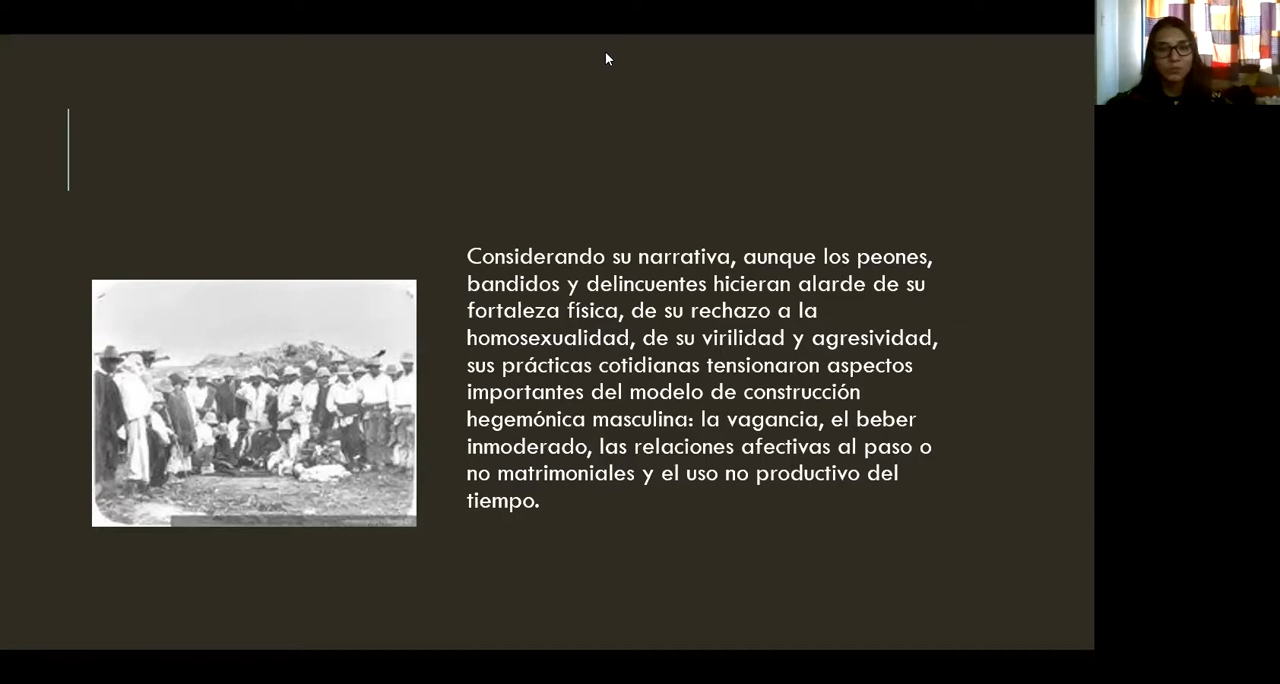 Considerando su narrativa, aunque los peones,
bandidos y delincuentes hicieran alarde de su
fortaleza física, de su rechazo a la
homosexualidad, de su virilidad y agresividad,
sus prácticas cotidianas tensionaron aspectos
importantes del modelo de construcción
hegemónica masculina: la vagancia, el beber
inmoderado, las relaciones afectivas al paso o
no matrimoniales y el uso no productivo del
tiempo.